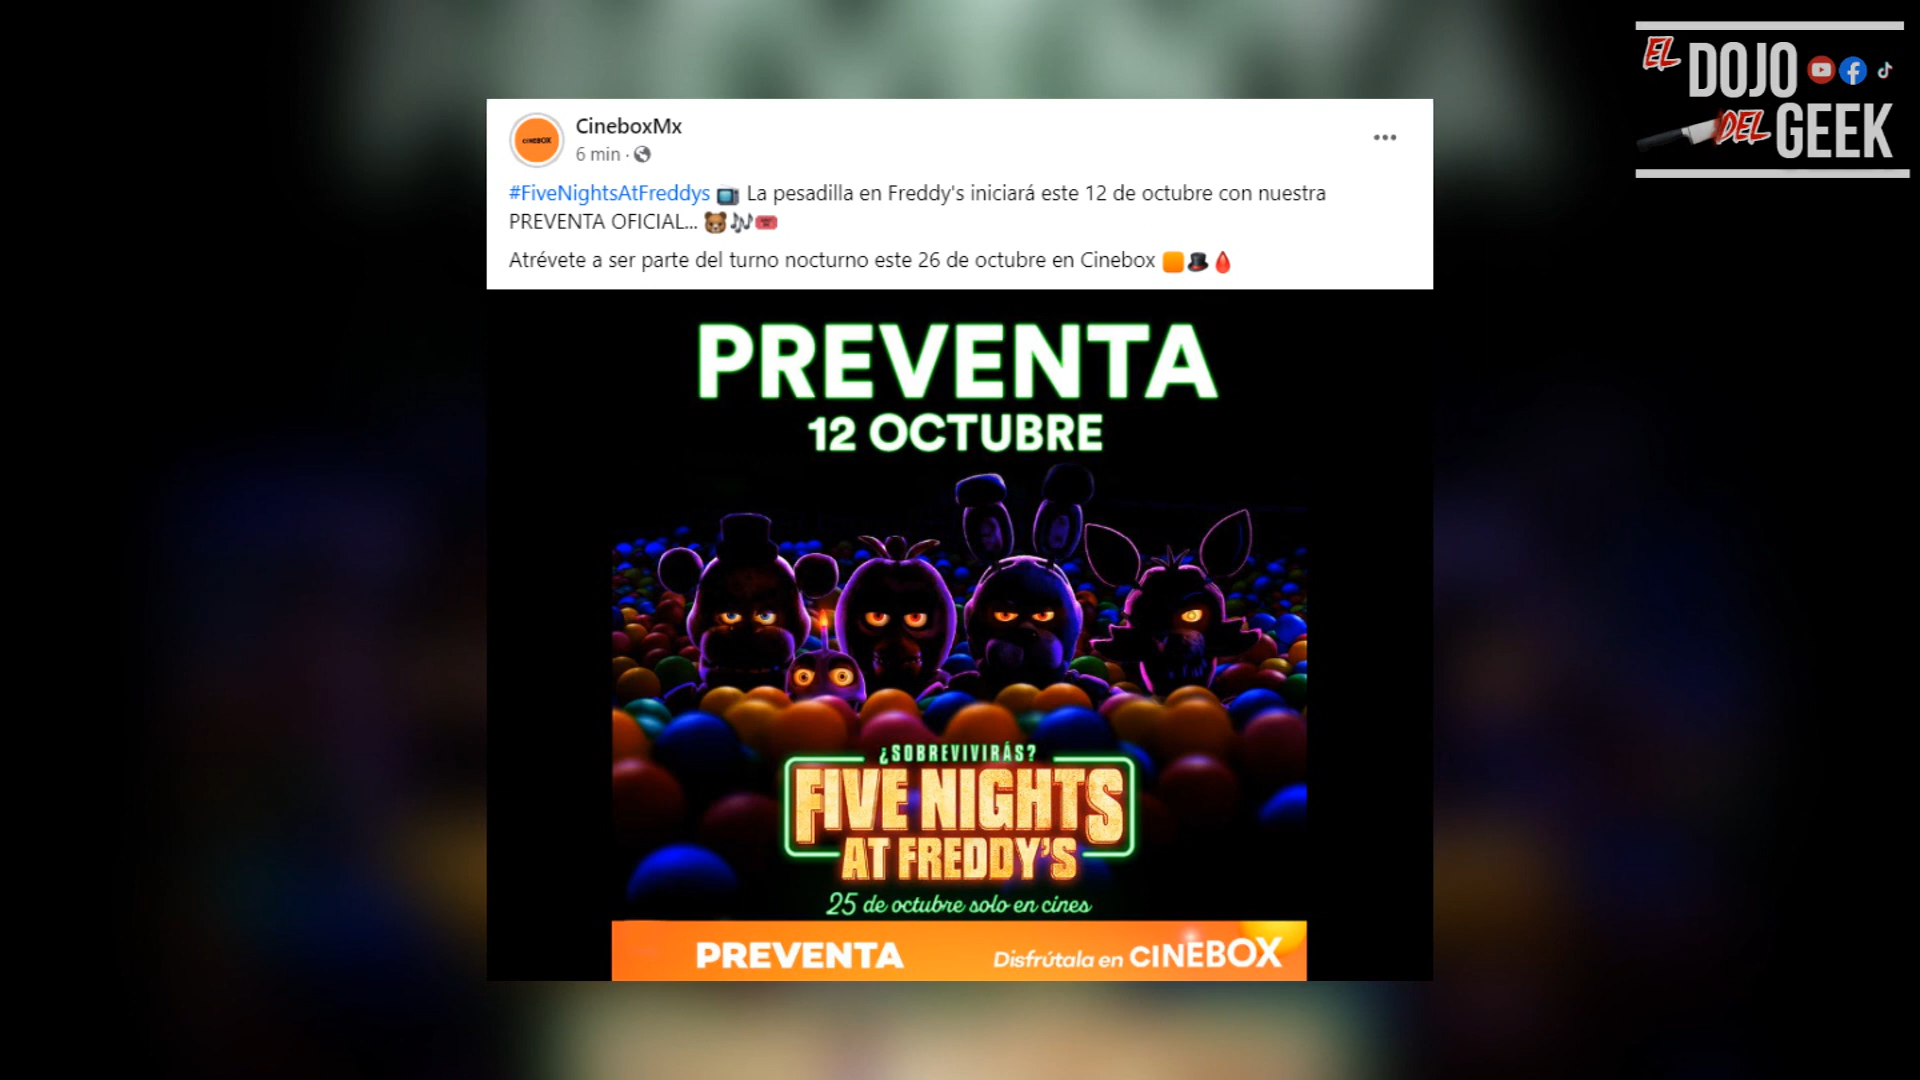 EL DOJO
DEL GEEK
CINEBOX
CineboxMx
6 min ·
#FiveNightsAtFreddys 📺 La pesadilla en Freddy's iniciará este 12 de octubre con nuestra
PREVENTA OFICIAL... 🐻🎶🎟️
Atrévete a ser parte del turno nocturno este 26 de octubre en Cinebox 🟧🎩🩸
PREVENTA
12 OCTUBRE
¿SOBREVIVIRÁS?
FIVE NIGHTS
AT FREDDY'S
25 de octubre solo en cines
PREVENTA Disfrútala en CINEBOX